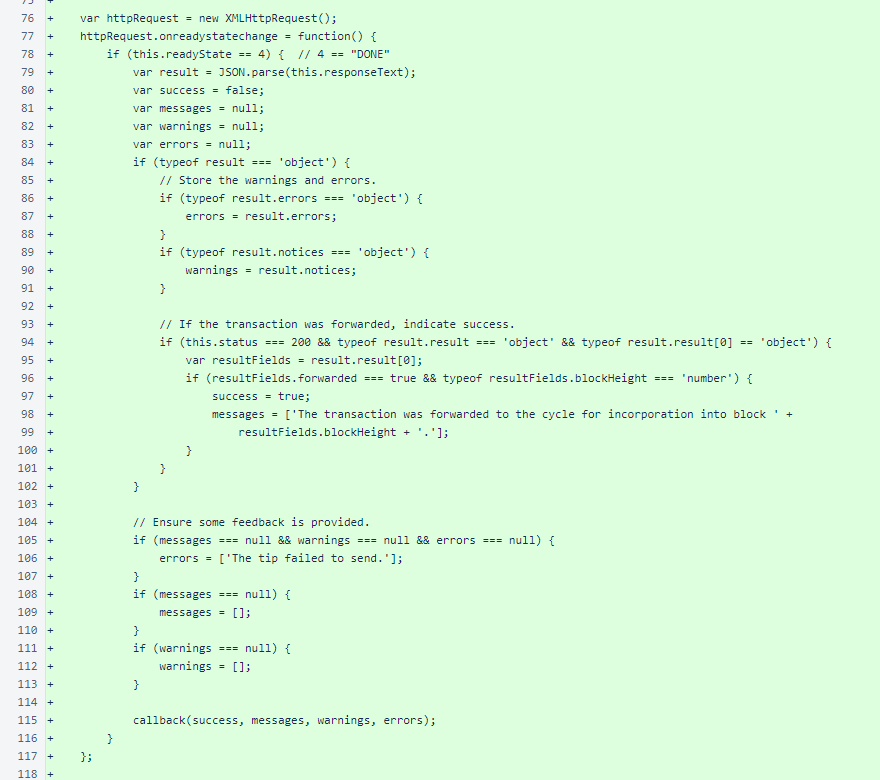 75 +
76 + var httpRequest = new XMLHttpRequest();
77 + httpRequest.onreadystatechange = function() {
78 + if (this.readyState == 4) { // 4 == "DONE"
79 + var result = JSON.parse(this.responseText);
80 + var success = false;
81 + var messages = null;
82 + var warnings = null;
83 + var errors = null;
84 + if (typeof result === 'object') {
85 + // Store the warnings and errors.
86 + if (typeof result.errors === 'object') {
87 + errors = result.errors;
88 + }
89 + if (typeof result.notices === 'object') {
90 + warnings = result.notices;
91 + }
92 +
93 + // If the transaction was forwarded, indicate success.
94 + if (this.status === 200 && typeof result.result === 'object' && typeof result.result[0] == 'object') {
95 + var resultFields = result.result[0];
96 + if (resultFields.forwarded === true && typeof resultFields.blockHeight === 'number') {
97 + success = true;
98 + messages = ['The transaction was forwarded to the cycle for incorporation into block ' +
99 + resultFields.blockHeight + '.'];
100 + }
101 + }
102 + }
103 +
104 + // Ensure some feedback is provided.
105 + if (messages === null && warnings === null && errors === null) {
106 + errors = ['The tip failed to send.'];
107 + }
108 + if (messages === null) {
109 + messages = [];
110 + }
111 + if (warnings === null) {
112 + warnings = [];
113 + }
114 +
115 + callback(success, messages, warnings, errors);
116 + }
117 + };
118 +